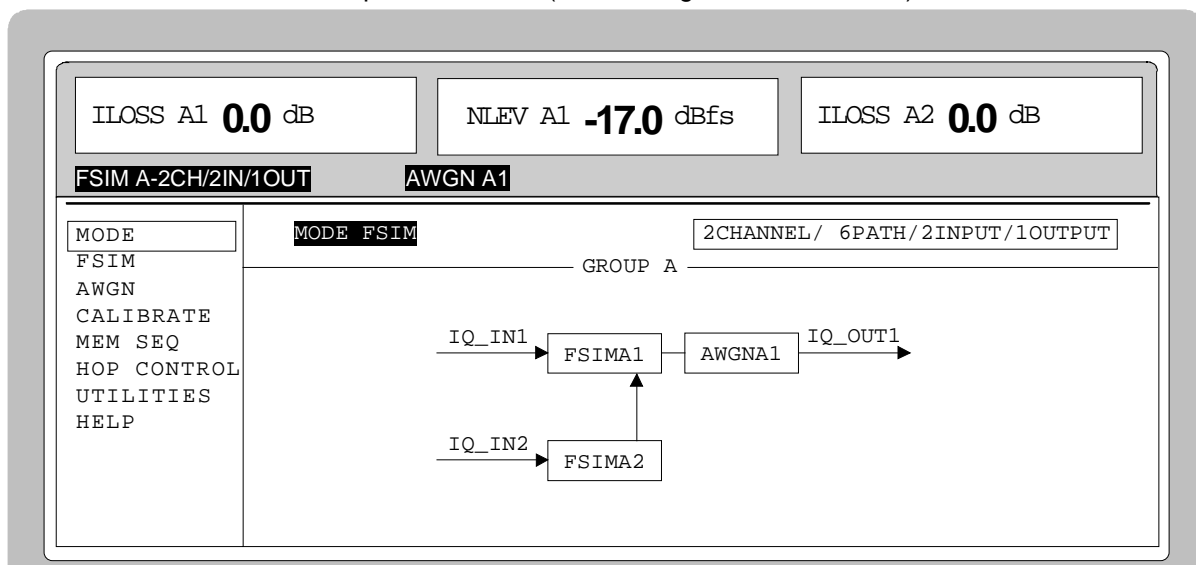 ILOSS A1 0.0 dB
NLEV A1 -17.0 dBfs
ILOSS A2 0.0 dB
FSIM A-2CH/2IN/1OUT
AWGN A1
MODE
FSIM
AWGN
CALIBRATE
MEM SEQ
HOP CONTROL
UTILITIES
HELP
MODE FSIM
2CHANNEL/ 6PATH/2INPUT/1OUTPUT
GROUP A
IQ_IN1
FSIMA1
AWGNA1
IQ_OUT1
IQ_IN2
FSIMA2